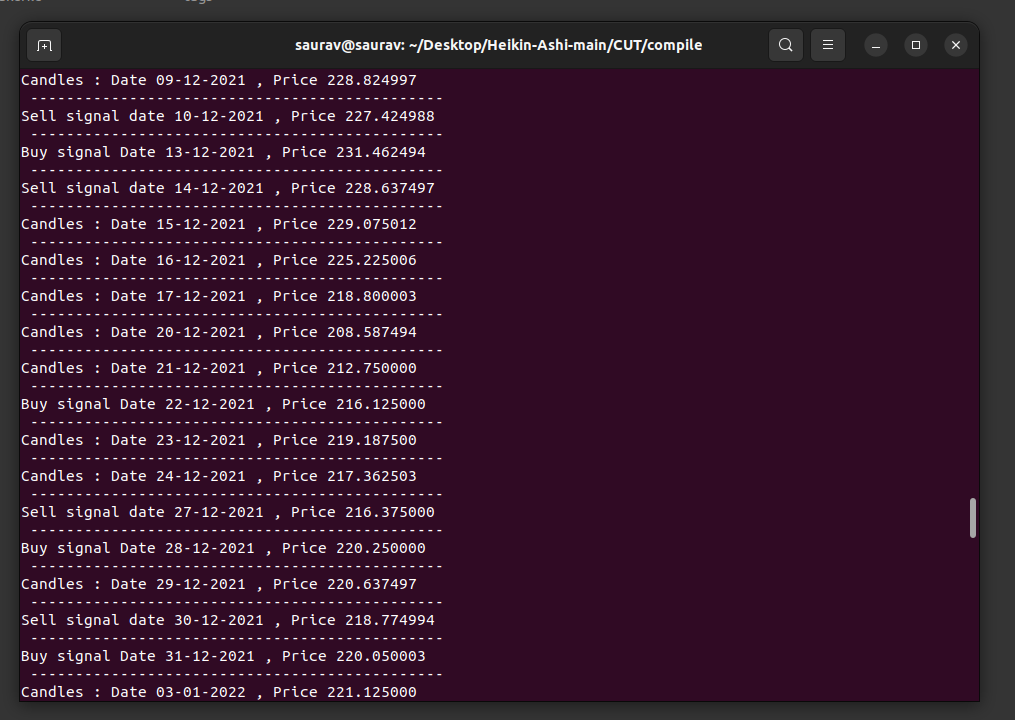 saurav@saurav: ~/Desktop/Heikin-Ashi-main/CUT/compile
Candles : Date 09-12-2021 , Price 228.824997
----------------------------------------------
Sell signal date 10-12-2021 , Price 227.424988
----------------------------------------------
Buy signal Date 13-12-2021 , Price 231.462494
----------------------------------------------
Sell signal date 14-12-2021 , Price 228.637497
----------------------------------------------
Candles : Date 15-12-2021 , Price 229.075012
----------------------------------------------
Candles : Date 16-12-2021 , Price 225.225006
----------------------------------------------
Candles : Date 17-12-2021 , Price 218.800003
----------------------------------------------
Candles : Date 20-12-2021 , Price 208.587494
----------------------------------------------
Candles : Date 21-12-2021 , Price 212.750000
----------------------------------------------
Buy signal Date 22-12-2021 , Price 216.125000
----------------------------------------------
Candles : Date 23-12-2021 , Price 219.187500
----------------------------------------------
Candles : Date 24-12-2021 , Price 217.362503
----------------------------------------------
Sell signal date 27-12-2021 , Price 216.375000
----------------------------------------------
Buy signal Date 28-12-2021 , Price 220.250000
----------------------------------------------
Candles : Date 29-12-2021 , Price 220.637497
----------------------------------------------
Sell signal date 30-12-2021 , Price 218.774994
----------------------------------------------
Buy signal Date 31-12-2021 , Price 220.050003
----------------------------------------------
Candles : Date 03-01-2022 , Price 221.125000